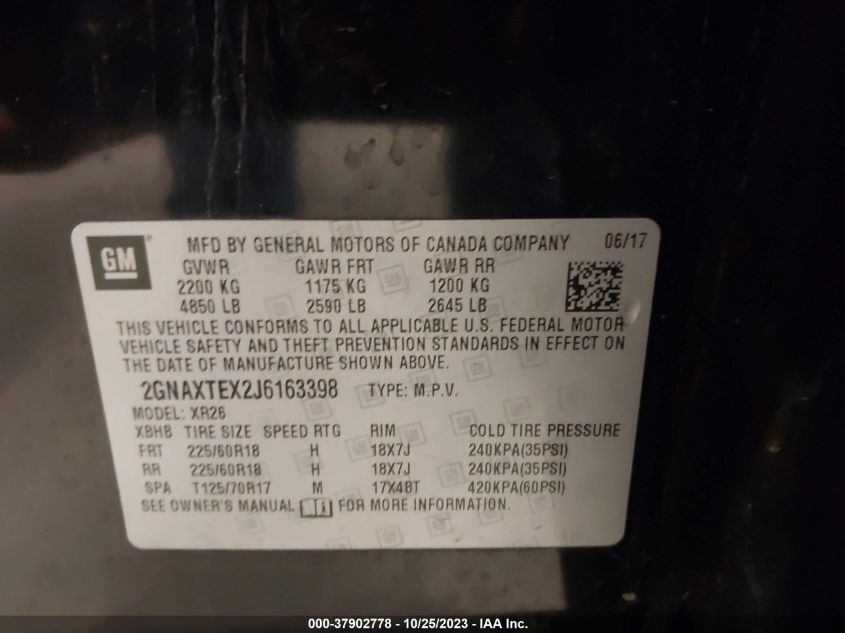 GM ® MFD BY GENERAL MOTORS OF CANADA COMPANY 06/17
GVWR GAWR FRT GAWR RR
2200 KG 1175 KG 1200 KG
4850 LB 2590 LB 2645 LB
THIS VEHICLE CONFORMS TO ALL APPLICABLE U.S. FEDERAL MOTOR
VEHICLE SAFETY AND THEFT PREVENTION STANDARDS IN EFFECT ON
THE DATE OF MANUFACTURE SHOWN ABOVE.
2GNAXTEX2J6163398 TYPE: M.P.V.
MODEL: XR26
XBHB TIRE SIZE SPEED RTG RIM COLD TIRE PRESSURE
FRT 225/60R18 H 18X7J 240KPA(35PSI)
RR 225/60R18 H 18X7J 240KPA(35PSI)
SPA T125/70R17 M 17X4BT 420KPA(60PSI)
SEE OWNER'S MANUAL FOR MORE INFORMATION.
000-37902778 - 10/25/2023 - IAA Inc.